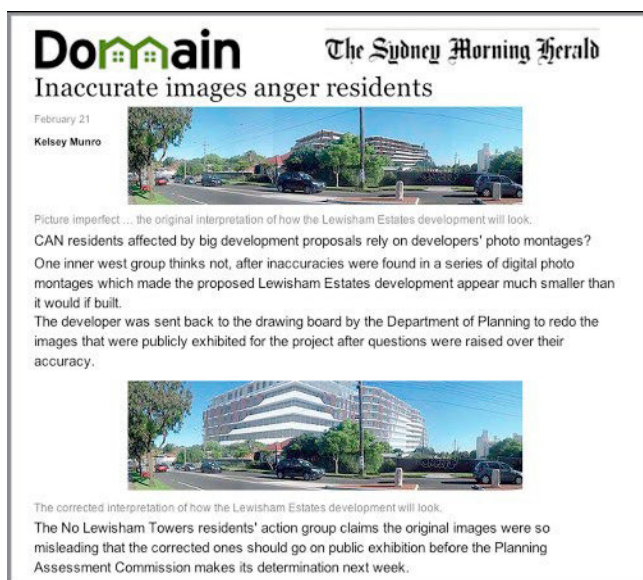 Domain
The Sydney Morning Herald
Inaccurate images anger residents
February 21
Kelsey Munro
Picture imperfect ... the original interpretation of how the Lewisham Estates development will look.
CAN residents affected by big development proposals rely on developers' photo montages?
One inner west group thinks not, after inaccuracies were found in a series of digital photo
montages which made the proposed Lewisham Estates development appear much smaller than
it would if built.
The developer was sent back to the drawing board by the Department of Planning to redo the
images that were publicly exhibited for the project after questions were raised over their
accuracy.
The corrected interpretation of how the Lewisham Estates development will look.
The No Lewisham Towers residents' action group claims the original images were so
misleading that the corrected ones should go on public exhibition before the Planning
Assessment Commission makes its determination next week.